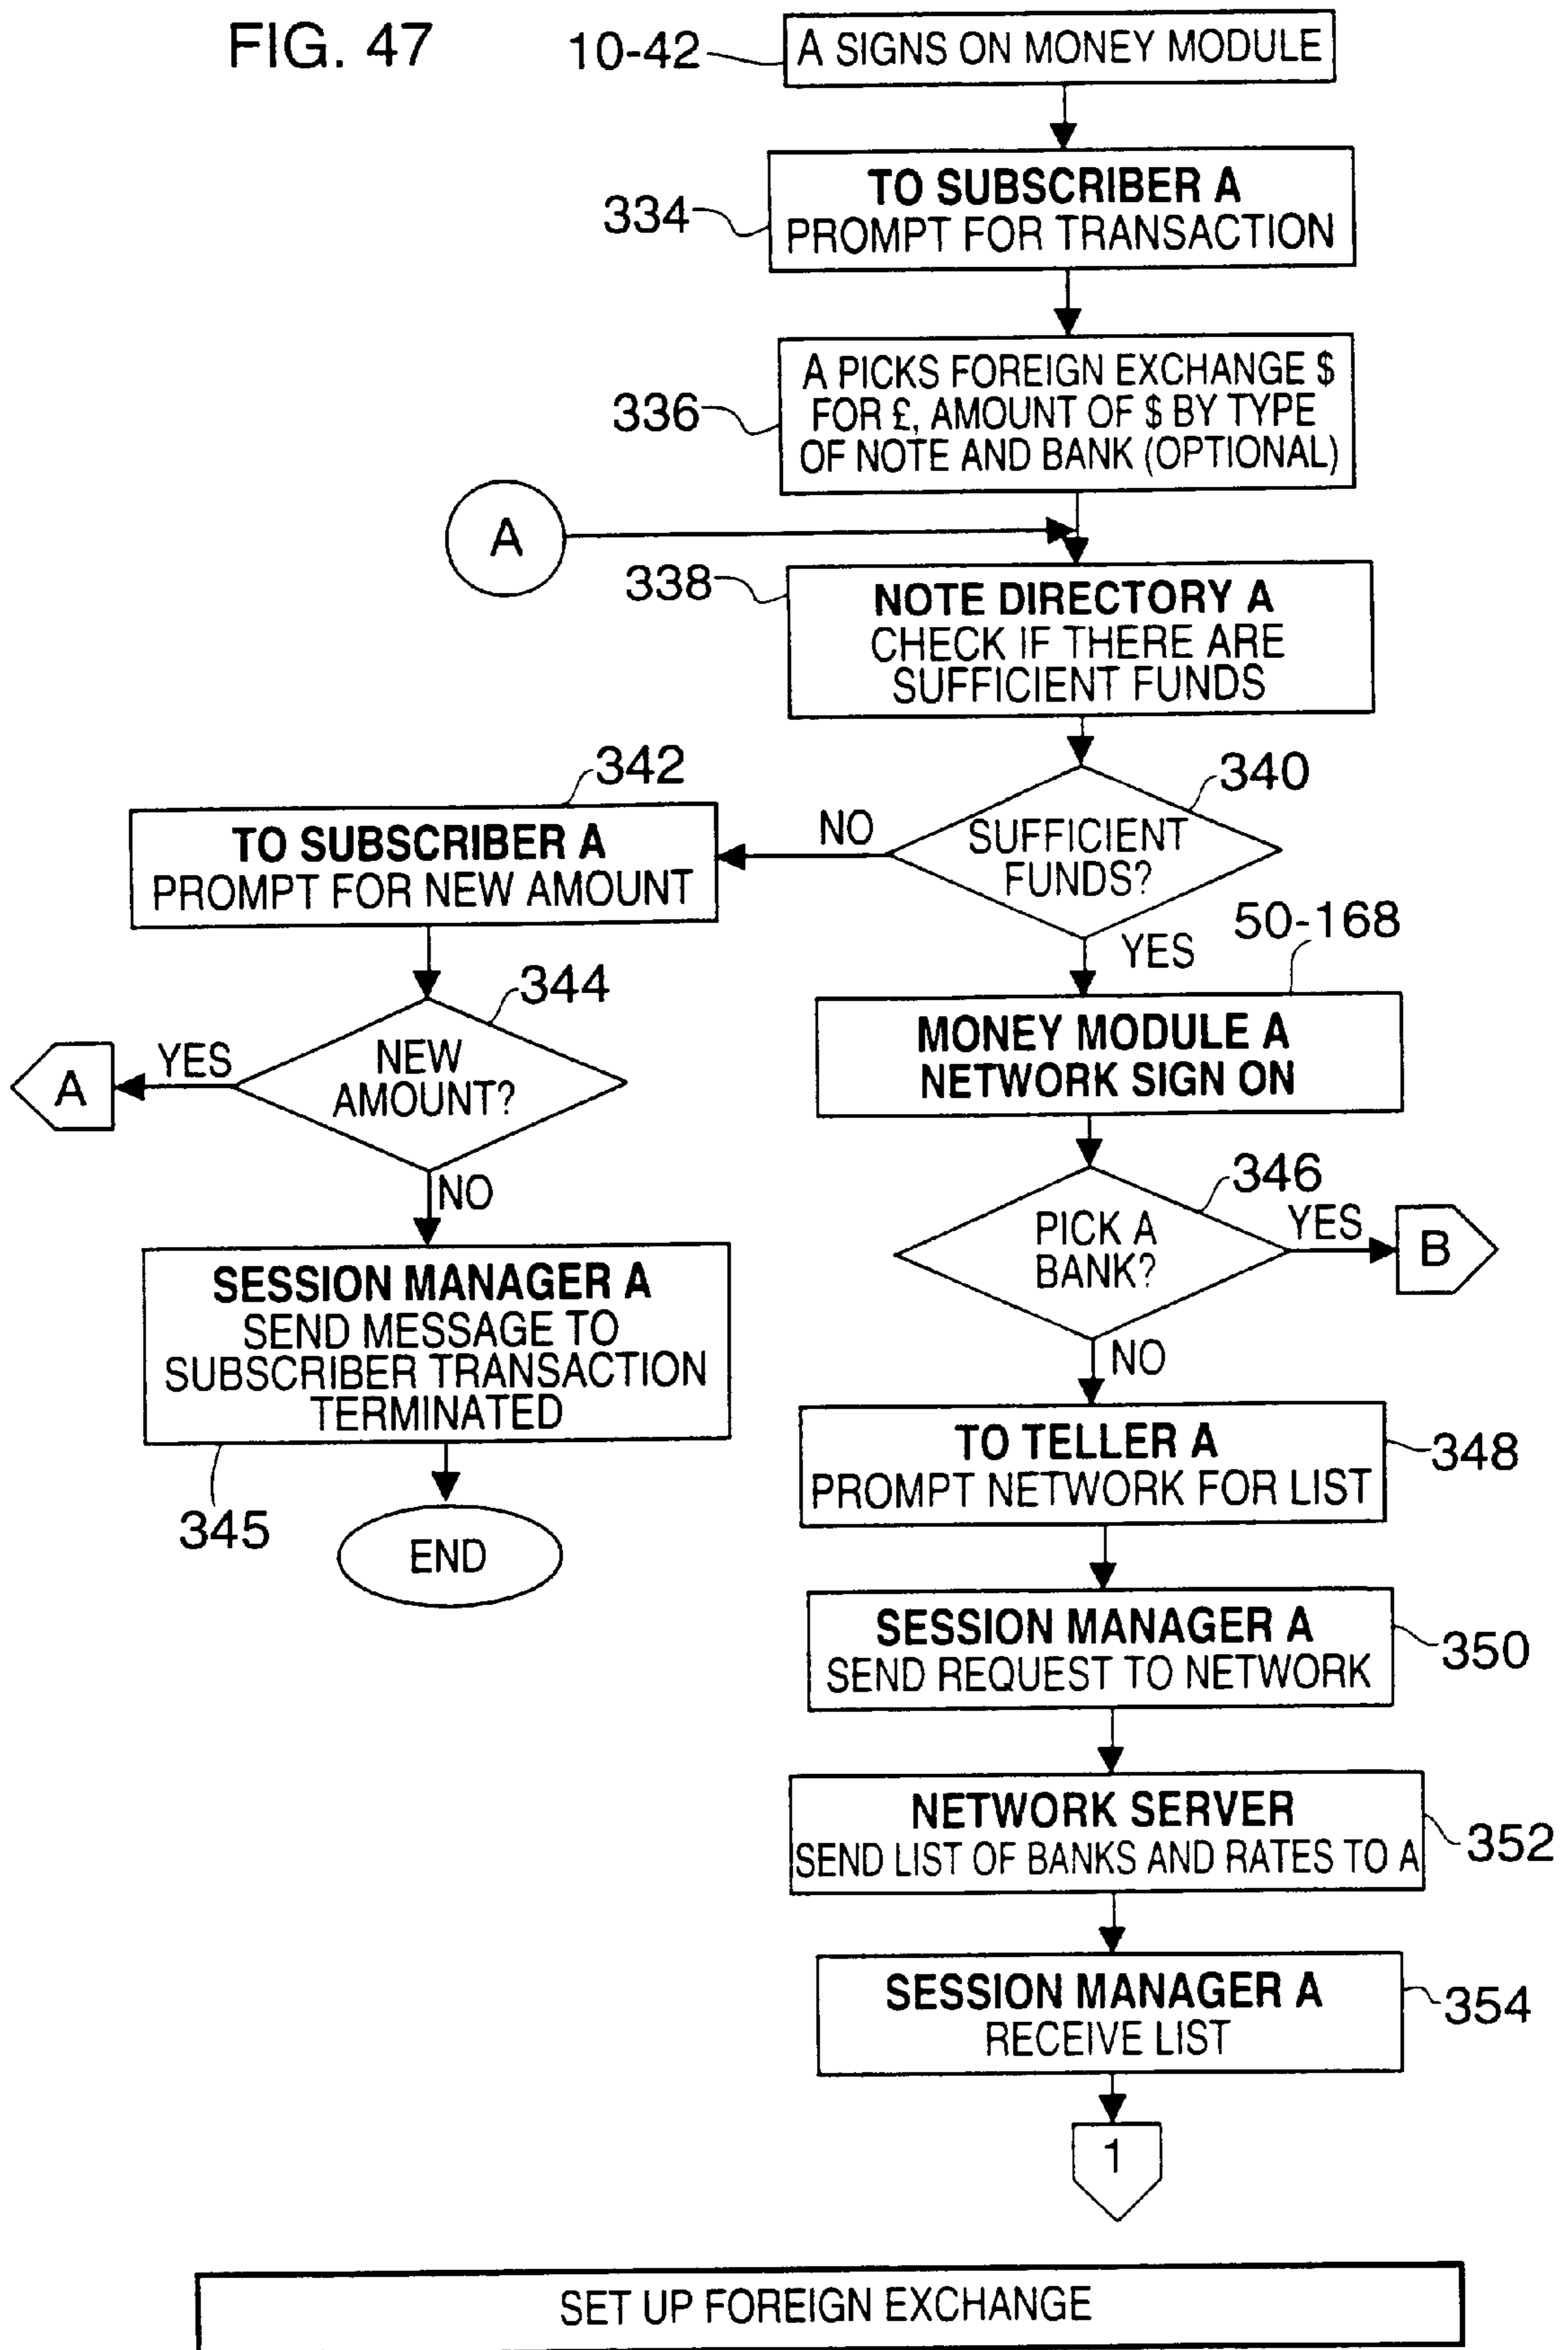 FIG. 47
10-42
A SIGNS ON MONEY MODULE
334
TO SUBSCRIBER A
PROMPT FOR TRANSACTION
336
A PICKS FOREIGN EXCHANGE $
FOR £, AMOUNT OF $ BY TYPE
OF NOTE AND BANK (OPTIONAL)
A
338
NOTE DIRECTORY A
CHECK IF THERE ARE
SUFFICIENT FUNDS
340
SUFFICIENT
FUNDS?
NO
YES
342
TO SUBSCRIBER A
PROMPT FOR NEW AMOUNT
344
NEW
AMOUNT?
YES
A
NO
SESSION MANAGER A
SEND MESSAGE TO
SUBSCRIBER TRANSACTION
TERMINATED
345
END
50-168
MONEY MODULE A
NETWORK SIGN ON
346
PICK A
BANK?
YES
B
NO
TO TELLER A
PROMPT NETWORK FOR LIST
348
SESSION MANAGER A
SEND REQUEST TO NETWORK
350
NETWORK SERVER
SEND LIST OF BANKS AND RATES TO A
352
SESSION MANAGER A
RECEIVE LIST
354
1
SET UP FOREIGN EXCHANGE